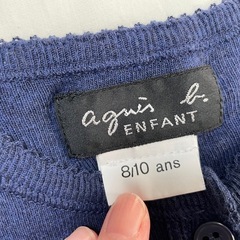 agnès b.
ENFANT
8/10 ans